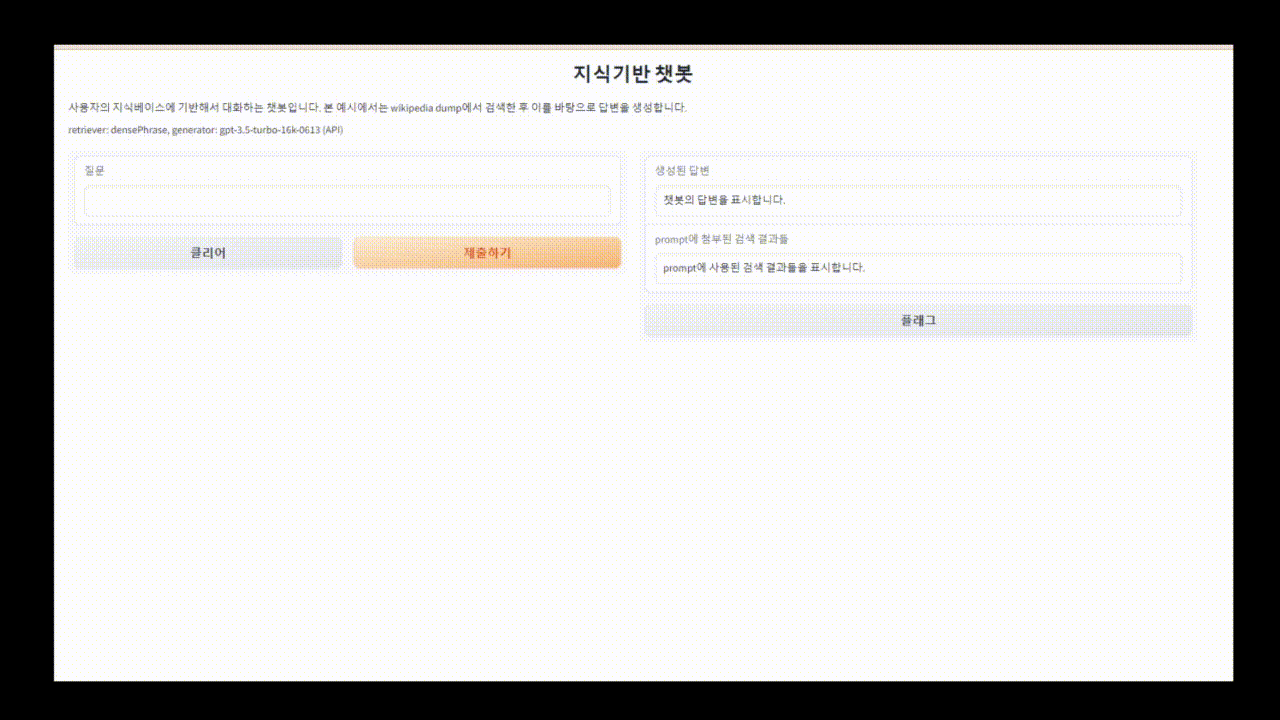 지식기반 챗봇
사용자의 지식베이스에 기반해서 대화하는 챗봇입니다. 본 예시에서는 wikipedia dump에서 검색한 후 이를 바탕으로 답변을 생성합니다.
retriever: densePhrase, generator: gpt-3.5-turbo-16k-0613 (API)
질문
클리어
제출하기
생성된 답변
챗봇의 답변을 표시합니다.
prompt에 첨부된 검색 결과들
prompt에 사용된 검색 결과들을 표시합니다.
플래그